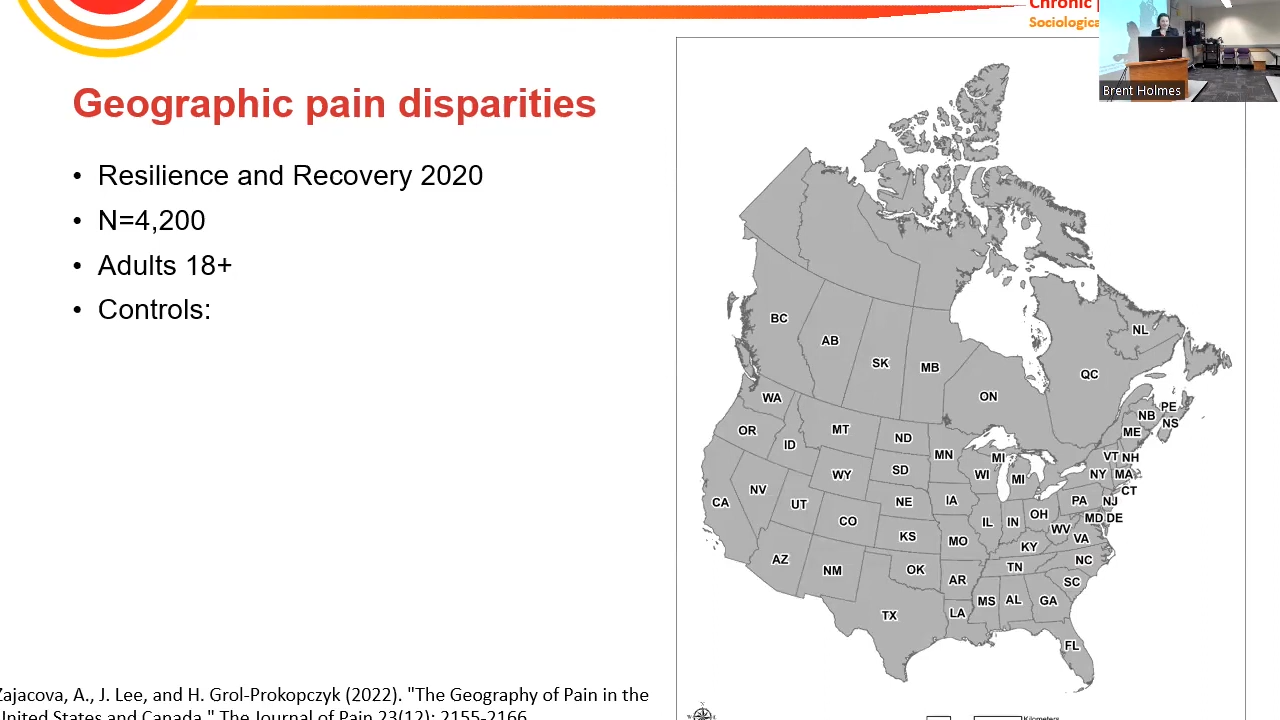 Chronic
Sociologica
Brent Holmes
Geographic pain disparities
• Resilience and Recovery 2020
• N=4,200
• Adults 18+
• Controls:
BC
AB
SK
MB
ON
QC
NL
NB
PE
NS
WA
OR
ID
MT
ND
MN
WI
MI
MI
ME
VT
NH
NY
MA
CT
CA
NV
UT
WY
SD
NE
IA
IL
IN
OH
PA
NJ
MD
DE
WV
VA
CO
KS
MO
KY
NC
TN
SC
AZ
NM
OK
AR
TX
LA
MS
AL
GA
FL
Kilometers
Zajacova, A., J. Lee, and H. Grol-Prokopczyk (2022). "The Geography of Pain in the
United States and Canada." The Journal of Pain 23(12): 2155-2166